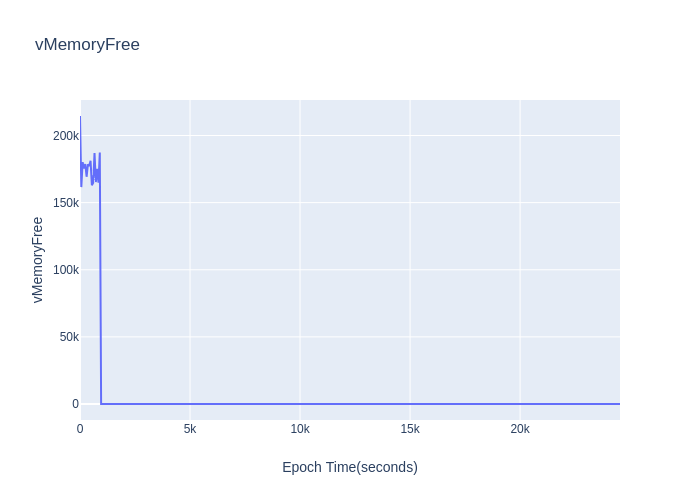 vMemoryFree
200k
150k
100k
50k
0
vMemoryFree
0 5k 10k 15k 20k
Epoch Time(seconds)